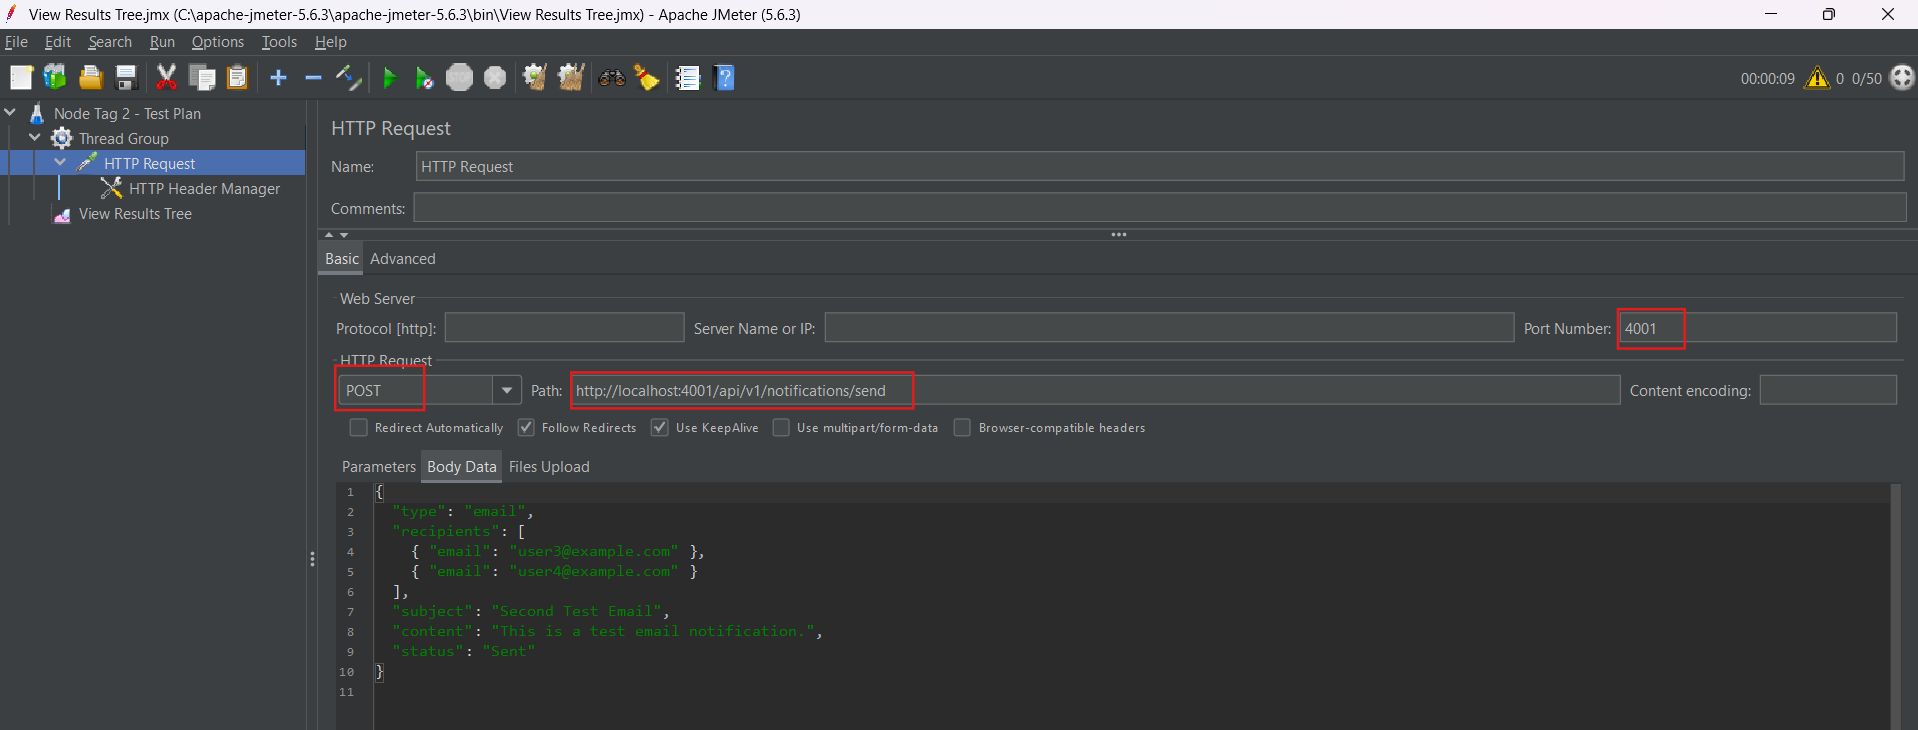 View Results Tree.jmx (C:\apache-jmeter-5.6.3\apache-jmeter-5.6.3\bin\View Results Tree.jmx) - Apache JMeter (5.6.3)
File Edit Search Run Options Tools Help
STOP 00:00:09 0 0/50
Node Tag 2 - Test Plan
Thread Group
HTTP Request
HTTP Header Manager
View Results Tree
HTTP Request
Name: HTTP Request
Comments:
Basic Advanced
Web Server
Protocol [http]: Server Name or IP: Port Number: 4001
HTTP Request
POST Path: http://localhost:4001/api/v1/notifications/send Content encoding:
Redirect Automatically Follow Redirects Use KeepAlive Use multipart/form-data Browser-compatible headers
Parameters Body Data Files Upload
1 {
2 "type": "email",
3 "recipients": [
4 { "email": "user3@example.com" },
5 { "email": "user4@example.com" }
6 ],
7 "subject": "Second Test Email",
8 "content": "This is a test email notification.",
9 "status": "Sent"
10 }
11